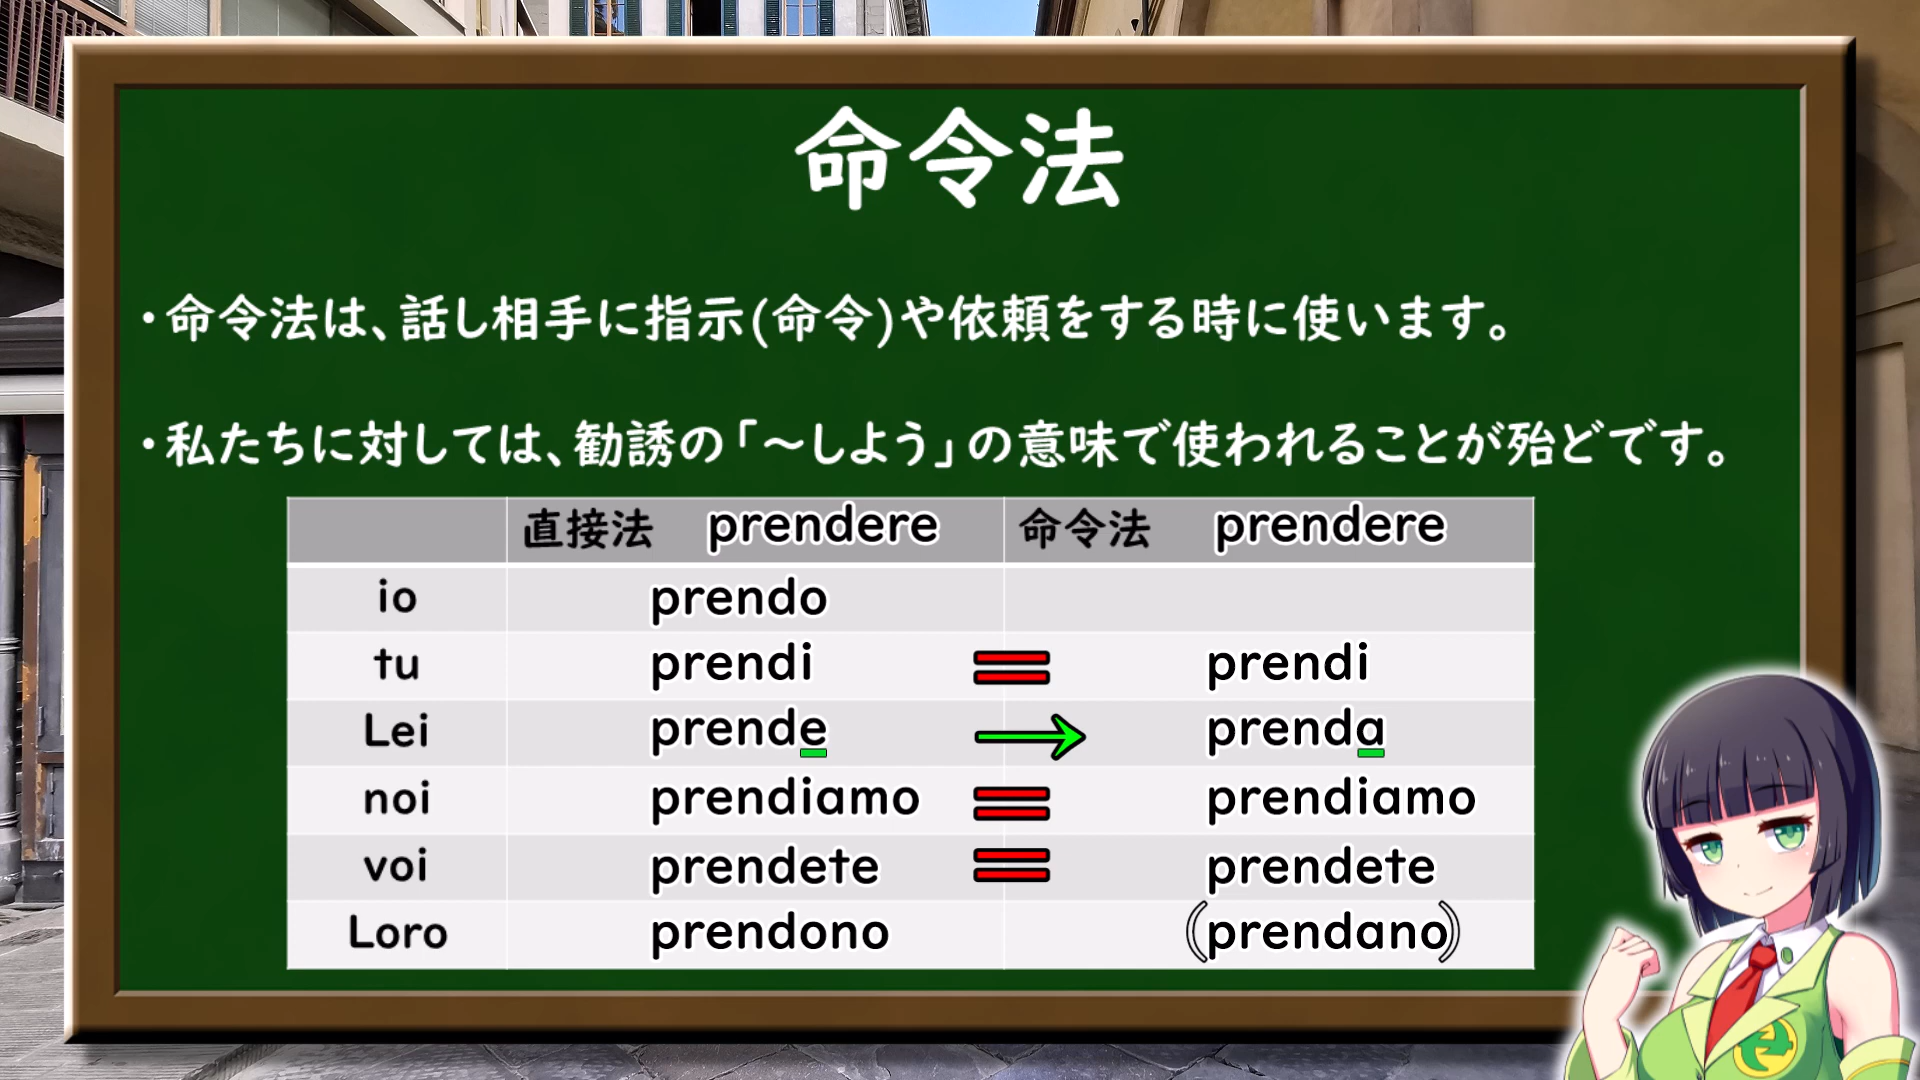 命令法
・命令法は、話し相手に指示(命令)や依頼をする時に使います。
・私たちに対しては、勧誘の「～しよう」の意味で使われることが殆どです。
直接法 prendere 命令法 prendere
io prendo
tu prendi = prendi
Lei prende → prenda
noi prendiamo = prendiamo
voi prendete = prendete
Loro prendono (prendano)